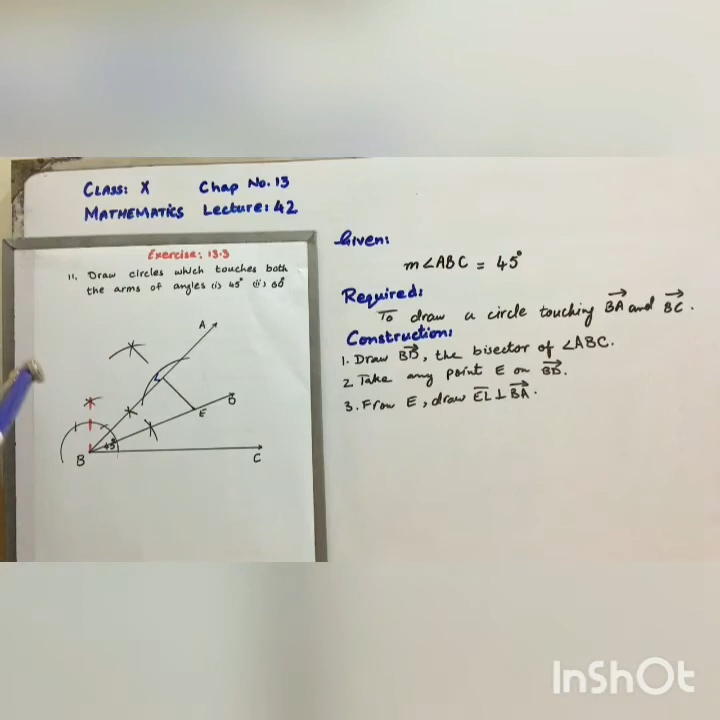 CLASS: X Chap No. 13
MATHEMATICS Lecture: 42
Exercise: 13.3
11. Draw circles which touches both
the arms of angles (i) 45° (ii) 60°
A
L
D
E
45°
B
C
Given:
m∠ABC = 45°
Required:
To draw a circle touching BA and BC.
Construction:
1. Draw BD, the bisector of ∠ABC.
2. Take any point E on BD.
3. From E, draw EL ⊥ BA.
InShOt